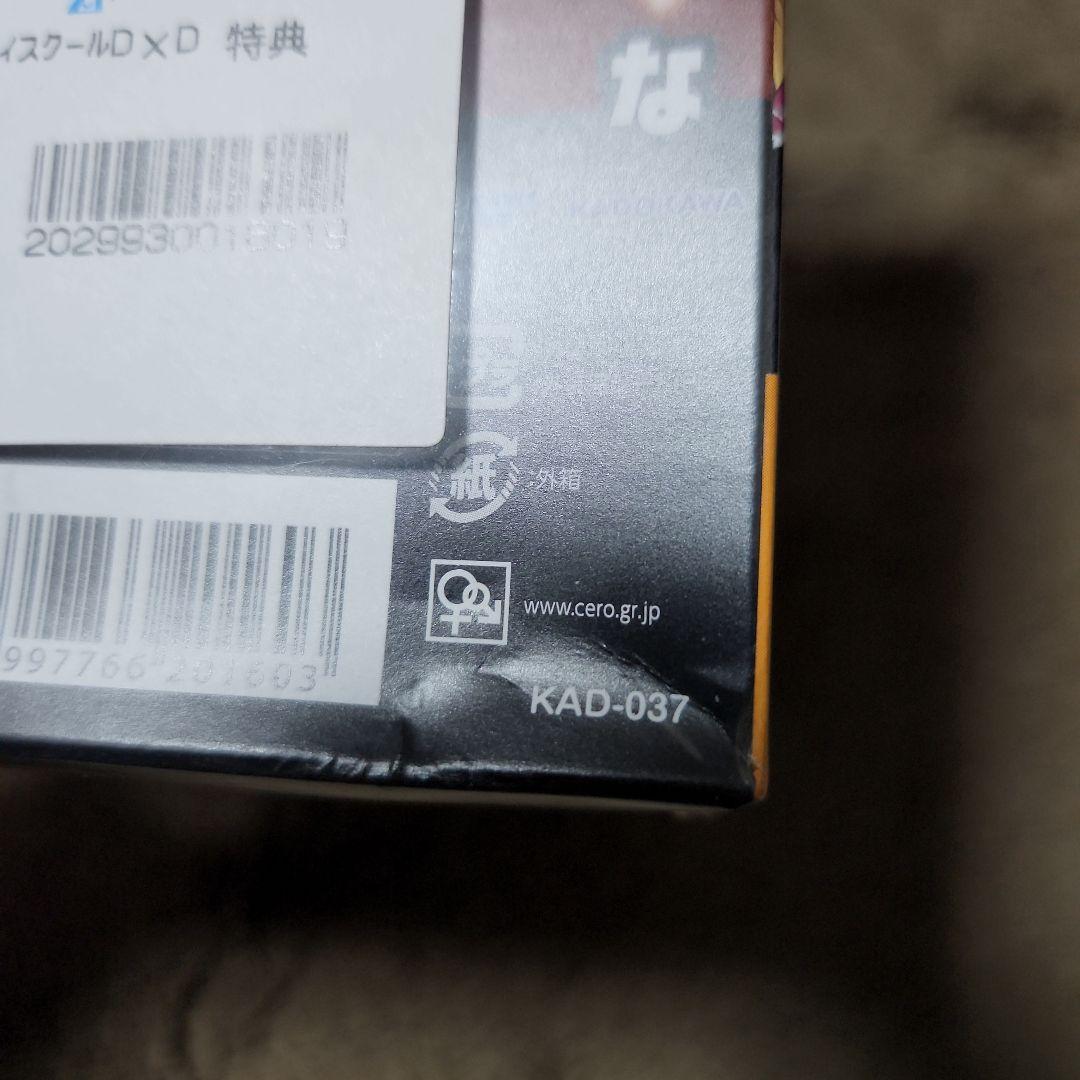 ィスクールD×D 特典
な
2029930018019
KADOKAWA
紙
:外箱
www.cero.gr.jp
997766 201603
KAD-037